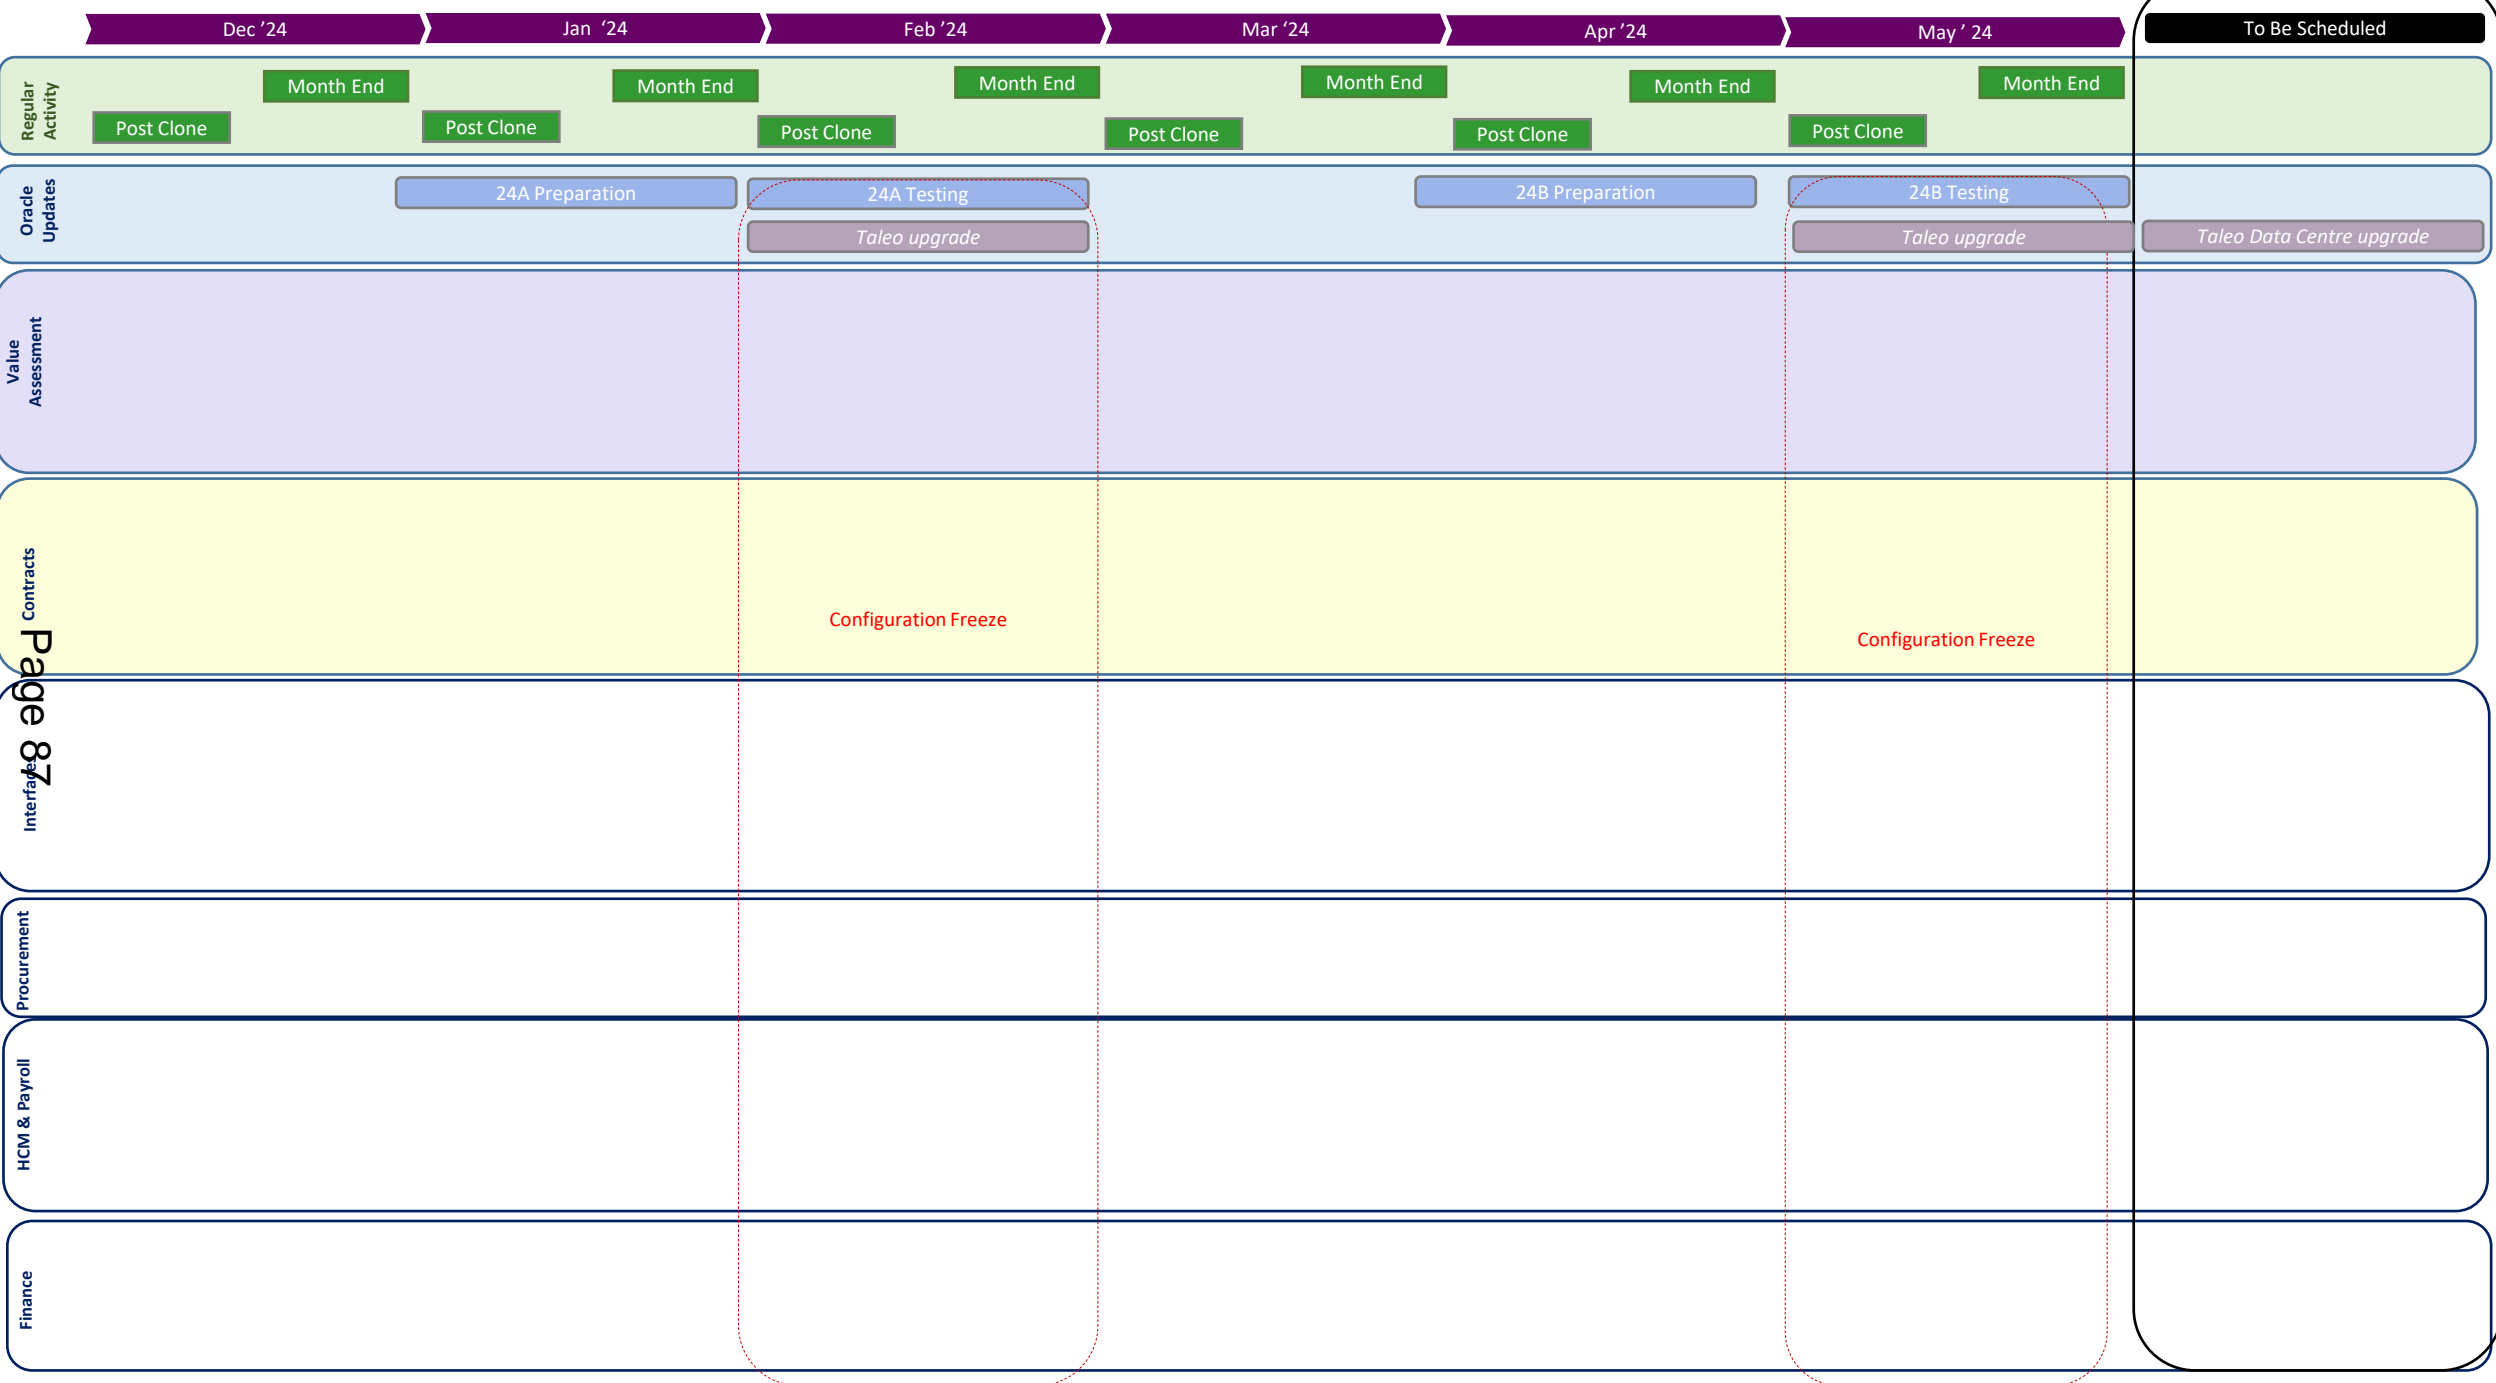 Dec ’24
Jan ‘24
Feb ’24
Mar ‘24
Apr ’24
May ’ 24
To Be Scheduled
Regular
Activity
Month End
Month End
Month End
Month End
Month End
Month End
Post Clone
Post Clone
Post Clone
Post Clone
Post Clone
Post Clone
Oracle
Updates
24A Preparation
24A Testing
24B Preparation
24B Testing
Taleo upgrade
Taleo upgrade
Taleo Data Centre upgrade
Value
Assessment
Contracts
Configuration Freeze
Configuration Freeze
Page 87
Interfaces
Procurement
HCM & Payroll
Finance